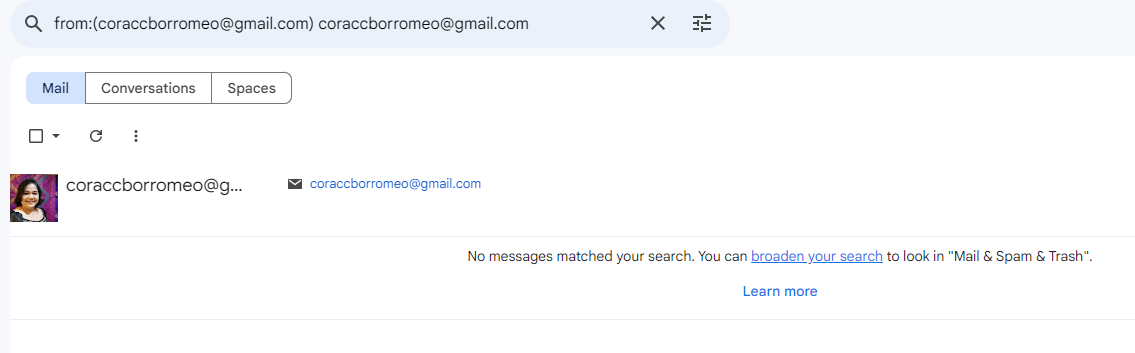 from:(coraccborromeo@gmail.com) coraccborromeo@gmail.com
Mail Conversations Spaces
coraccborromeo@g... coraccborromeo@gmail.com
No messages matched your search. You can broaden your search to look in "Mail & Spam & Trash".
Learn more